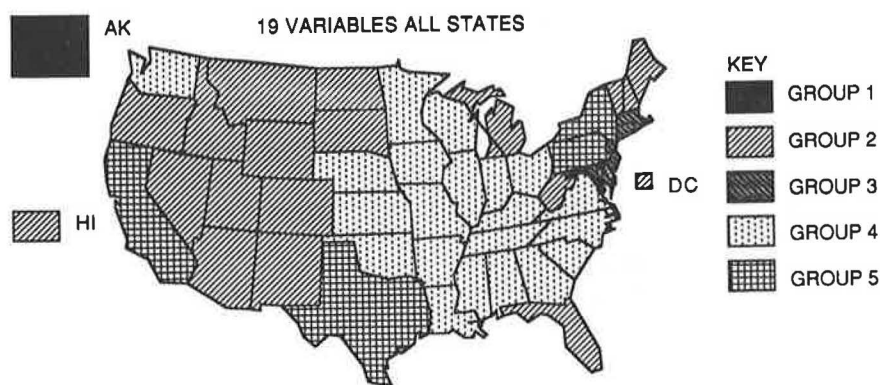 19 VARIABLES ALL STATES
AK
HI
DC
KEY
GROUP 1
GROUP 2
GROUP 3
GROUP 4
GROUP 5